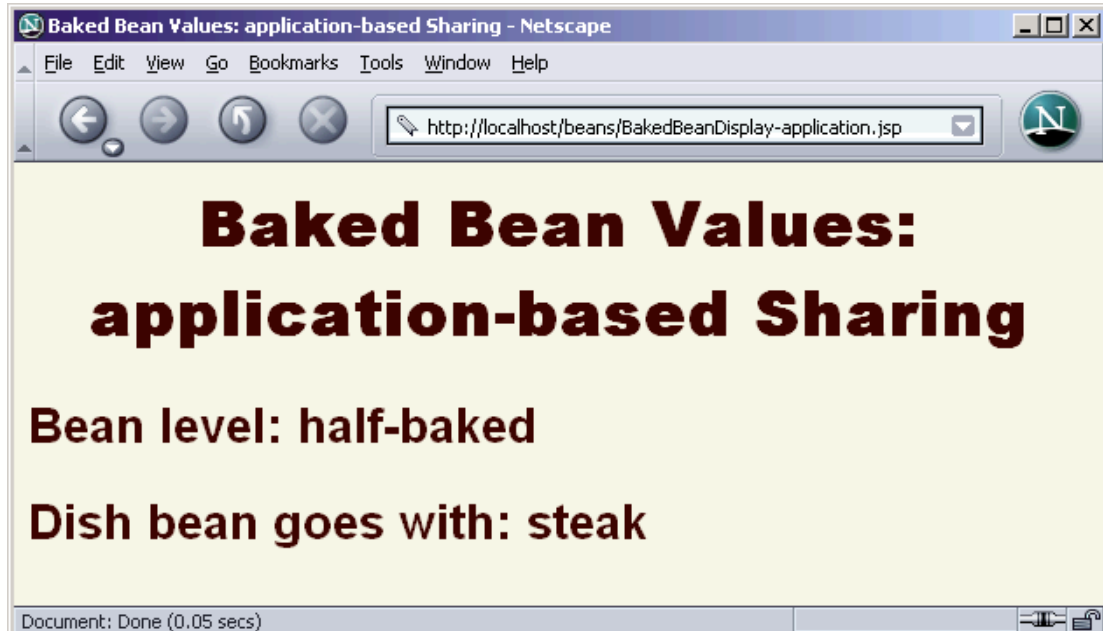 Baked Bean Values: application-based Sharing - Netscape
File Edit View Go Bookmarks Tools Window Help
http://localhost/beans/BakedBeanDisplay-application.jsp
N
Baked Bean Values:
application-based Sharing
Bean level: half-baked
Dish bean goes with: steak
Document: Done (0.05 secs)